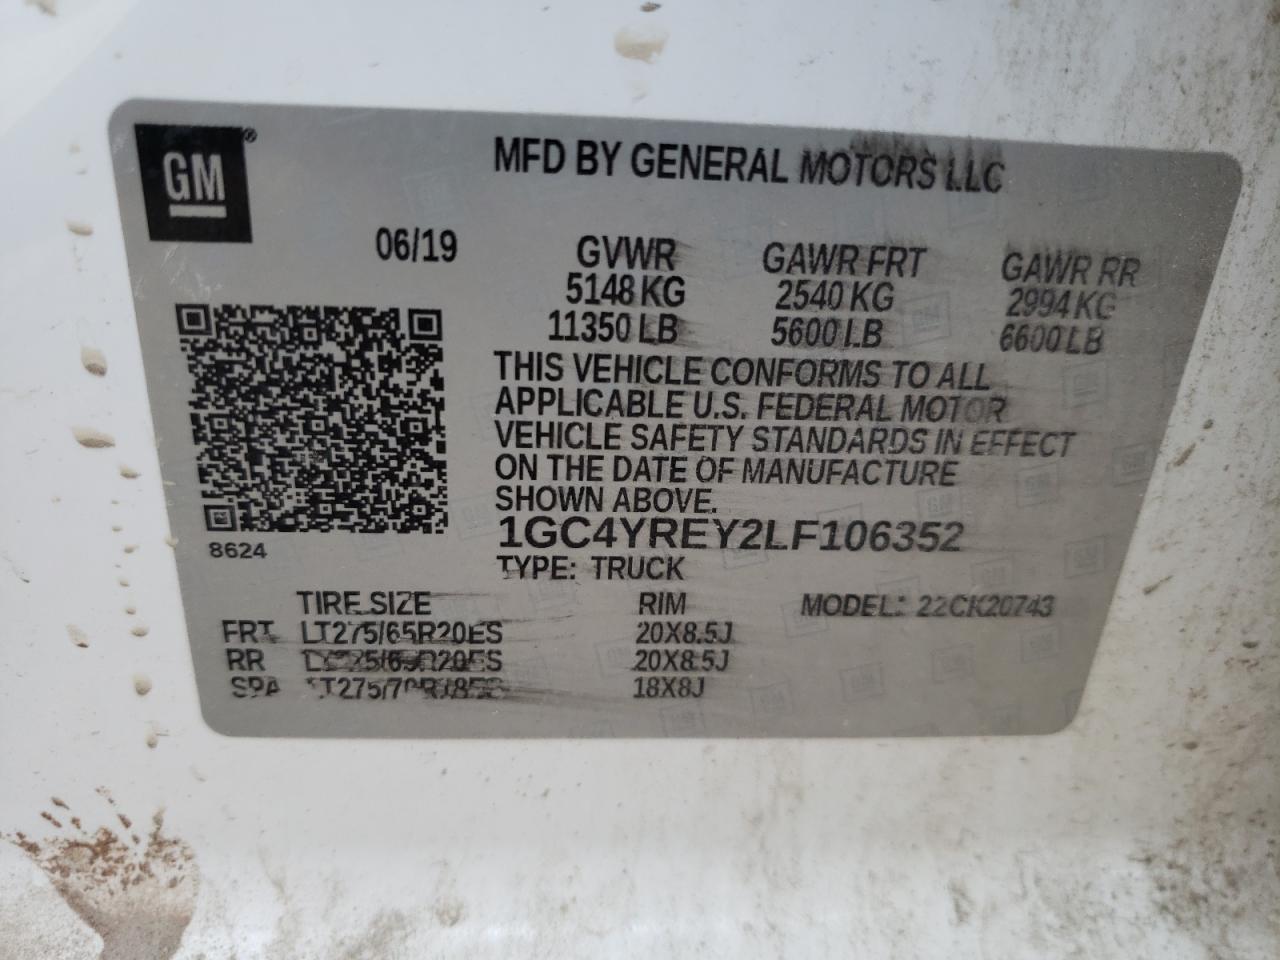 GM®
MFD BY GENERAL MOTORS LLC
06/19 GVWR GAWR FRT GAWR RR
5148 KG 2540 KG 2994 KG
11350 LB 5600 LB 6600 LB
THIS VEHICLE CONFORMS TO ALL
APPLICABLE U.S. FEDERAL MOTOR
VEHICLE SAFETY STANDARDS IN EFFECT
ON THE DATE OF MANUFACTURE
SHOWN ABOVE.
1GC4YREY2LF106352
8624
TYPE: TRUCK
TIRE SIZE RIM MODEL: 22CK20743
FRT LT275/65R20ES 20X8.5J
RR 20X8.5J
SPA 18X8J